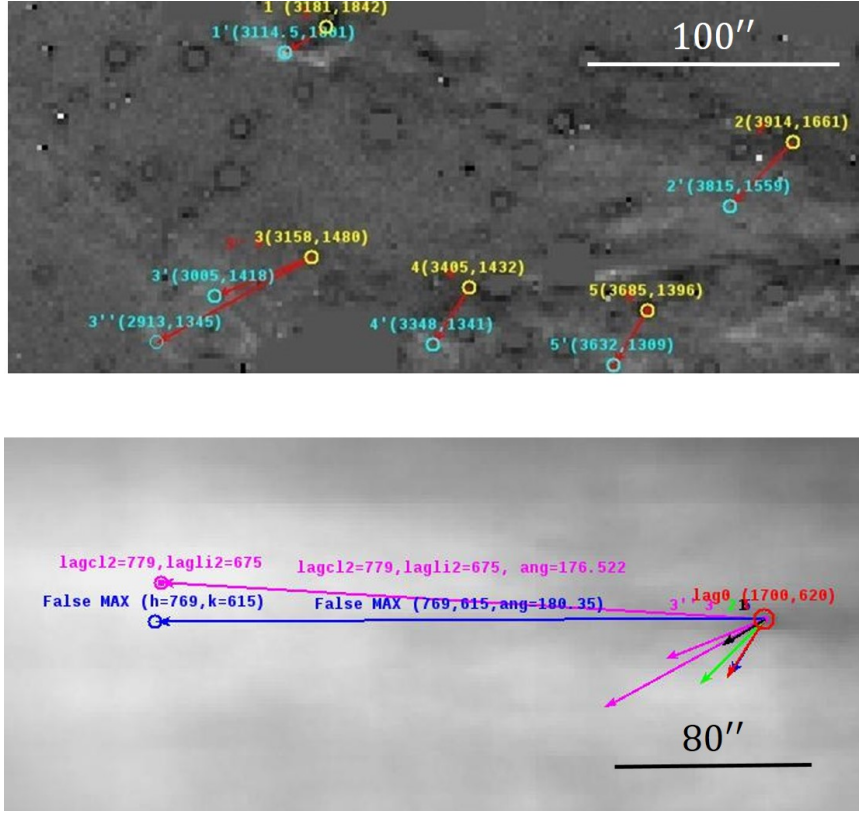 1 (3181,1842)
1'(3114.5,1801)
100′′
2(3914,1661)
2'(3815,1559)
3(3158,1480)
3'(3005,1418)
4(3405,1432)
5(3685,1396)
3''(2913,1345)
4'(3348,1341)
5'(3632,1309)
lagcl2=779,lagli2=675
lagcl2=779,lagli2=675, ang=176.522
False MAX (h=769,k=615)
False MAX (769,615,ang=180.35)
lag0 (1700,620)
3'' 3' 2
80′′